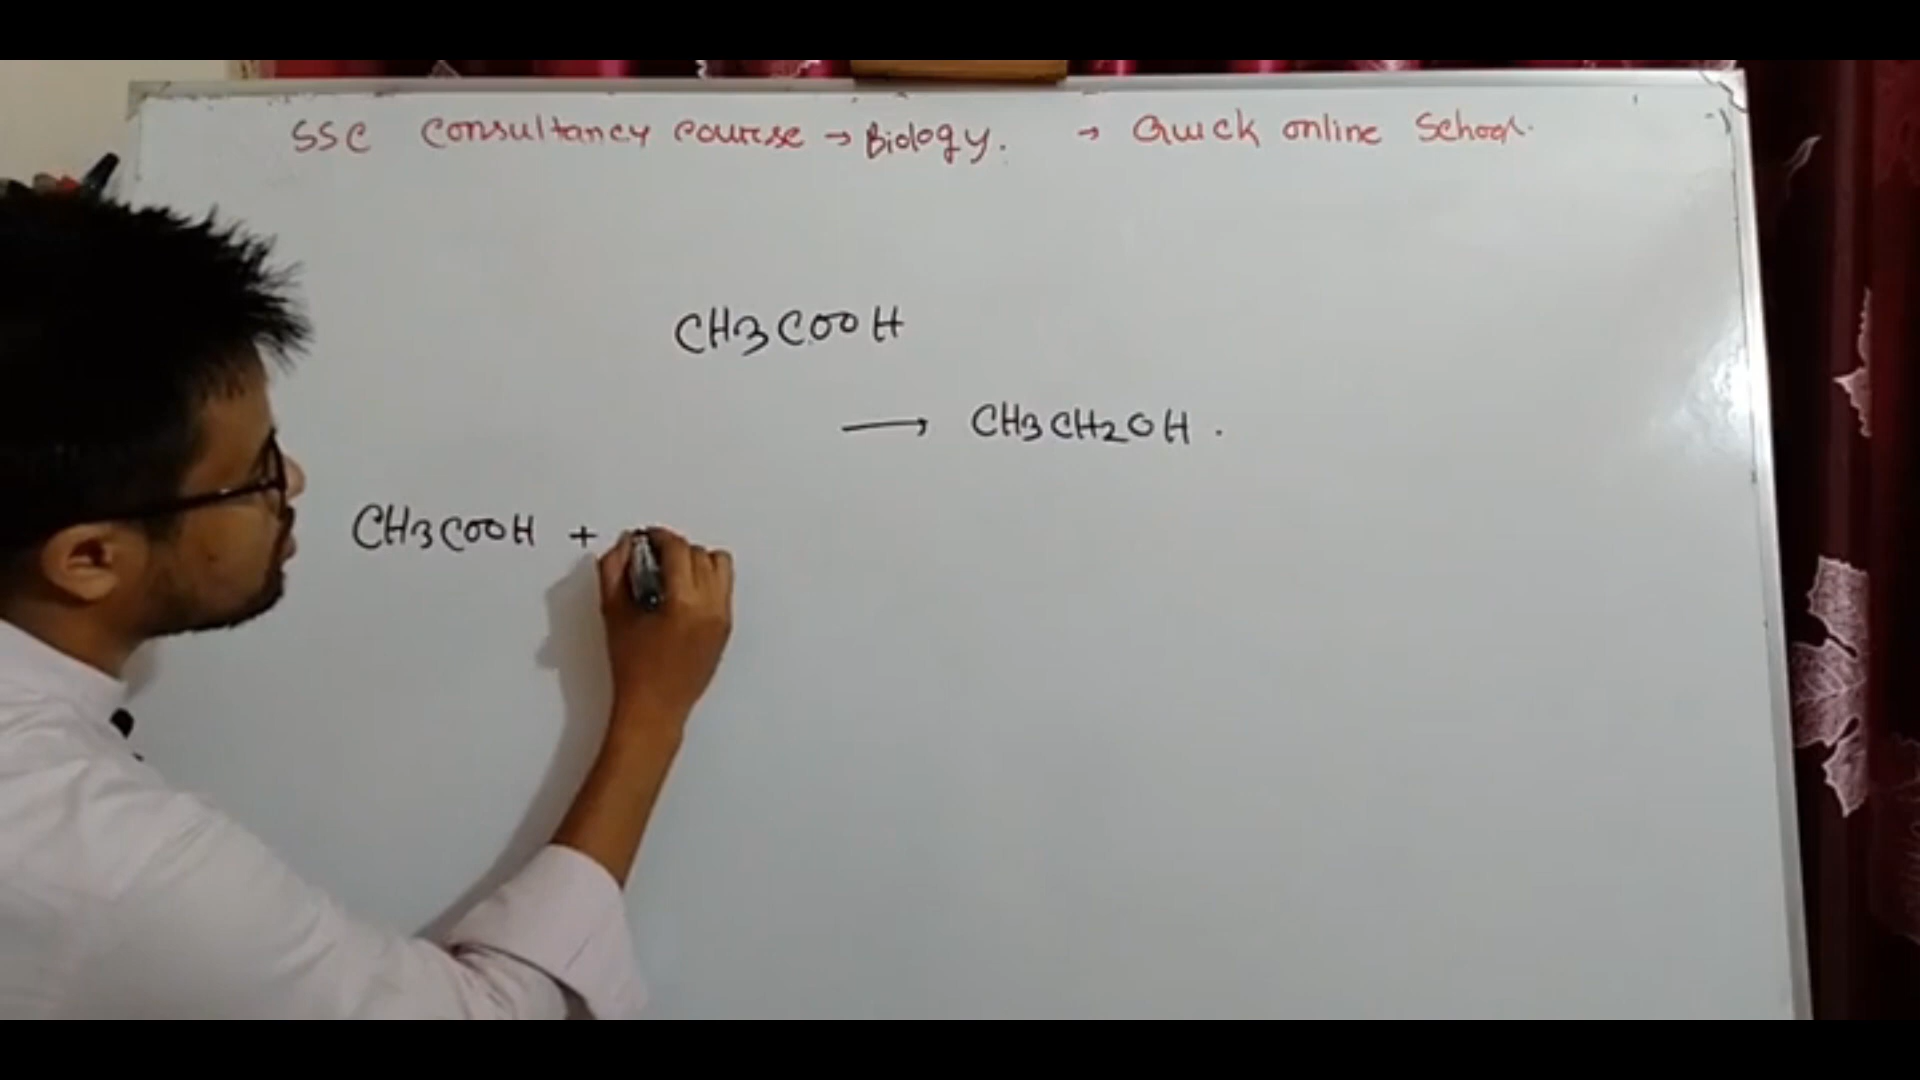 SSC Consultancy course → Biology. → Quick online School.
CH3COOH
→ CH3CH2OH.
CH3COOH +